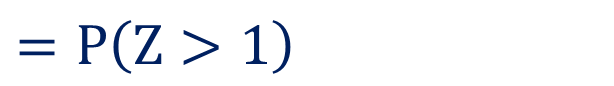 = P(Z > 1)